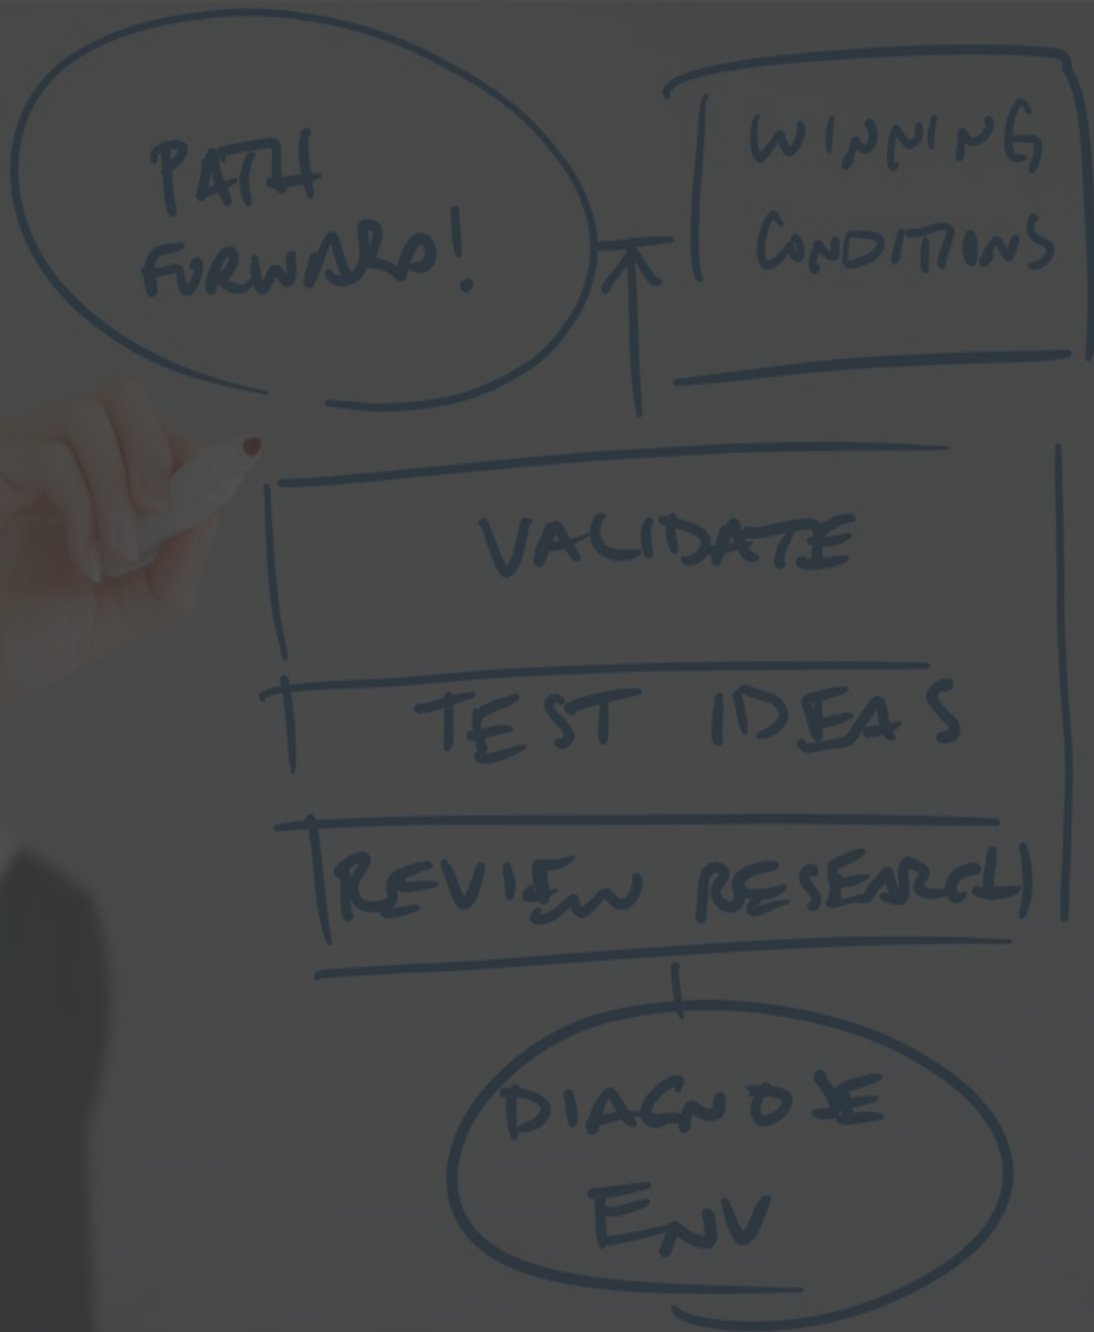 PATH
FORWARD!
WINNING
CONDITIONS
VALIDATE
TEST IDEAS
REVIEW RESEARCH
DIAGNOSE
ENV